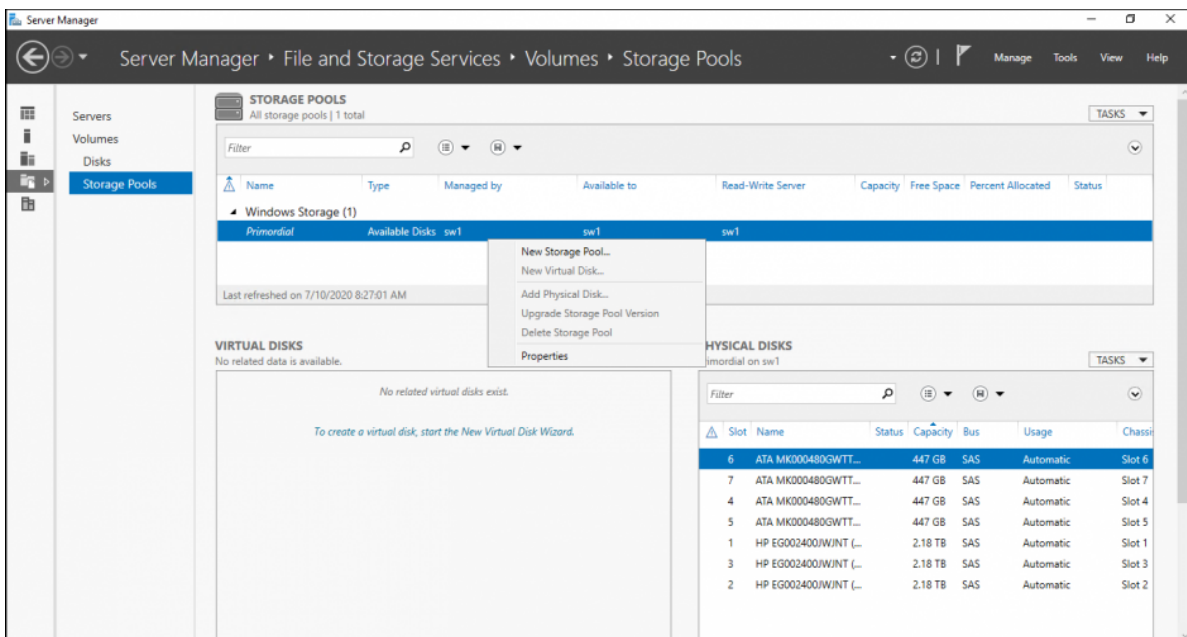 Server Manager
Server Manager ‣ File and Storage Services ‣ Volumes ‣ Storage Pools
Manage Tools View Help
Servers
Volumes
Disks
Storage Pools
STORAGE POOLS
All storage pools | 1 total
TASKS
Filter
Name Type Managed by Available to Read-Write Server Capacity Free Space Percent Allocated Status
Windows Storage (1)
Primordial Available Disks sw1 sw1 sw1
Last refreshed on 7/10/2020 8:27:01 AM
New Storage Pool...
New Virtual Disk...
Add Physical Disk...
Upgrade Storage Pool Version
Delete Storage Pool
Properties
VIRTUAL DISKS
No related data is available.
No related virtual disks exist.
To create a virtual disk, start the New Virtual Disk Wizard.
HYSICAL DISKS
rimordial on sw1
TASKS
Filter
Slot Name Status Capacity Bus Usage Chassi
6 ATA MK000480GWTT... 447 GB SAS Automatic Slot 6
7 ATA MK000480GWTT... 447 GB SAS Automatic Slot 7
4 ATA MK000480GWTT... 447 GB SAS Automatic Slot 4
5 ATA MK000480GWTT... 447 GB SAS Automatic Slot 5
1 HP EG002400JWJNT (... 2.18 TB SAS Automatic Slot 1
3 HP EG002400JWJNT (... 2.18 TB SAS Automatic Slot 3
2 HP EG002400JWJNT (... 2.18 TB SAS Automatic Slot 2